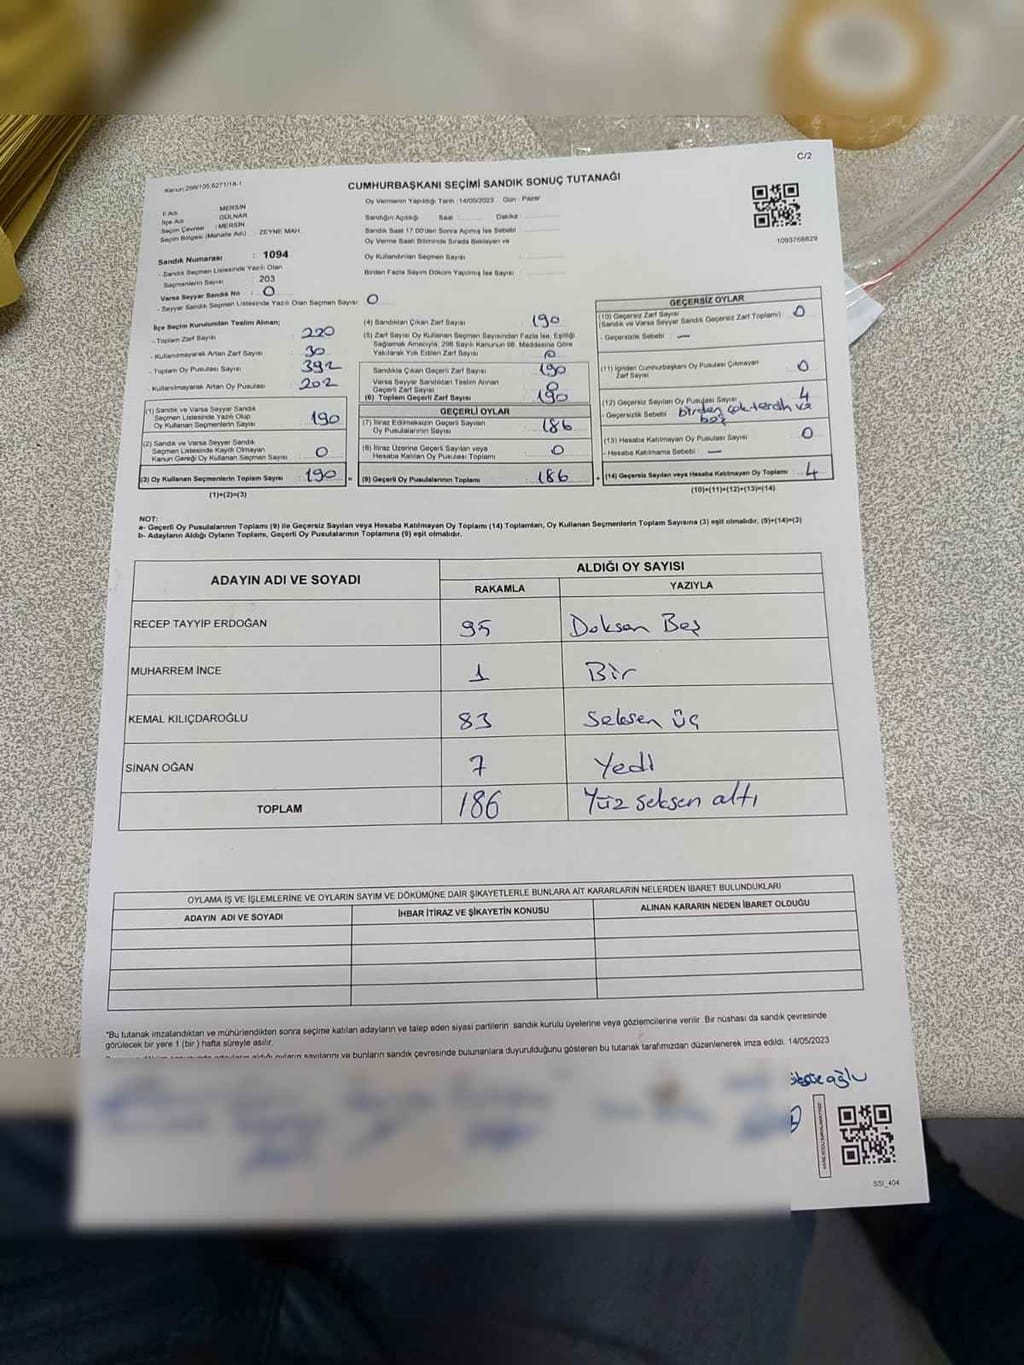 C/2
Kanun:298/105,6271/18-1
CUMHURBAŞKANI SEÇİMİ SANDIK SONUÇ TUTANAĞI
İl Adı MERSİN
İlçe Adı GÜLNAR
Seçim Çevresi : MERSİN
Seçim Bölgesi (Mahalle Adı) : ZEYNE MAH.
Sandık Numarası : 1094
- Sandık Seçmen Listesinde Yazılı Olan
Seçmenlerin Sayısı : 203
Varsa Seyyar Sandık No : 0
- Seyyar Sandık Seçmen Listesinde Yazılı Olan Seçmen Sayısı: 0
Oy Vermenin Yapıldığı Tarih :14/05/2023 Gün : Pazar
Sandığın Açıldığı Saat : Dakika :
Sandık Saat 17.00'den Sonra Açılmış İse Sebebi :
Oy Verme Saati Bitiminde Sırada Bekleyen ve
Oy Kullandırılan Seçmen Sayısı :
Birden Fazla Sayım Döküm Yapılmış İse Sayısı :
1093768829
İlçe Seçim Kurulundan Teslim Alınan;
- Toplam Zarf Sayısı : 220
- Kullanılmayarak Artan Zarf Sayısı : 30
- Toplam Oy Pusulası Sayısı : 392
- Kullanılmayarak Artan Oy Pusulası : 202
(1) Sandık ve Varsa Seyyar Sandık
Seçmen Listesinde Yazılı Olup
Oy Kullanan Seçmenlerin Sayısı : 190
(2) Sandık ve Varsa Seyyar Sandık
Seçmen Listesinde Kayıtlı Olmayan
Kanun Gereği Oy Kullanan Seçmen Sayısı : 0
(3) Oy Kullanan Seçmenlerin Toplam Sayısı : 190
(1)+(2)=(3)
(4) Sandıktan Çıkan Zarf Sayısı : 190
(5) Zarf Sayısı Oy Kullanan Seçmen Sayısından Fazla İse, Eşitliği
Sağlamak Amacıyla, 298 Sayılı Kanunun 98. Maddesine Göre
Yakılarak Yok Edilen Zarf Sayısı : 0
Sandıkta Çıkan Geçerli Zarf Sayısı : 190
Varsa Seyyar Sandıktan Teslim Alınan
Geçerli Zarf Sayısı : 0
(6) Toplam Geçerli Zarf Sayısı : 190
GEÇERLİ OYLAR
(7) İtiraz Edilmeksizin Geçerli Sayılan
Oy Pusulalarının Sayısı : 186
(8) İtiraz Üzerine Geçerli Sayılan veya
Hesaba Katılan Oy Pusulası Toplamı : 0
(9) Geçerli Oy Pusulalarının Toplamı : 186
GEÇERSİZ OYLAR
(10) Geçersiz Zarf Sayısı
(Sandık ve Varsa Seyyar Sandık Geçersiz Zarf Toplamı) : 0
- Geçersizlik Sebebi : —
(11) İçinden Cumhurbaşkanı Oy Pusulası Çıkmayan
Zarf Sayısı : 0
(12) Geçersiz Sayılan Oy Pusulası Sayısı : 4
- Geçersizlik Sebebi : birden çok tercih ve
boş
(13) Hesaba Katılmayan Oy Pusulası Sayısı : 0
- Hesaba Katılmama Sebebi : —
(14) Geçersiz Sayılan veya Hesaba Katılmayan Oy Toplamı : 4
(10)+(11)+(12)+(13)=(14)
NOT:
a- Geçerli Oy Pusulalarının Toplamı (9) ile Geçersiz Sayılan veya Hesaba Katılmayan Oy Toplamı (14) Toplamları, Oy Kullanan Seçmenlerin Toplam Sayısına (3) eşit olmalıdır. (9)+(14)=(3)
b- Adayların Aldığı Oyların Toplamı, Geçerli Oy Pusulalarının Toplamına (9) eşit olmalıdır.
ADAYIN ADI VE SOYADI
ALDIĞI OY SAYISI
RAKAMLA YAZIYLA
RECEP TAYYİP ERDOĞAN 95 Doksan Beş
MUHARREM İNCE 1 Bir
KEMAL KILIÇDAROĞLU 83 Seksen üç
SİNAN OĞAN 7 Yedi
TOPLAM 186 Yüz seksen altı
OYLAMA İŞ VE İŞLEMLERİNE VE OYLARIN SAYIM VE DÖKÜMÜNE DAİR ŞİKAYETLERLE BUNLARA AİT KARARLARIN NELERDEN İBARET BULUNDUKLARI
ADAYIN ADI VE SOYADI İHBAR İTİRAZ VE ŞİKAYETİN KONUSU ALINAN KARARIN NEDEN İBARET OLDUĞU
*Bu tutanak imzalandıktan ve mühürlendikten sonra seçime katılan adayların ve talep eden siyasi partilerin sandık kurulu üyelerine veya gözlemcilerine verilir. Bir nüshası da sandık çevresinde
görülecek bir yere 1 (bir) hafta süreyle asılır.
adayların aldığı oyların sayılarını ve bunların sandık çevresinde bulunanlara duyurulduğunu gösteren bu tutanak tarafımızdan düzenlenerek imza edildi. 14/05/2023
SSI_404